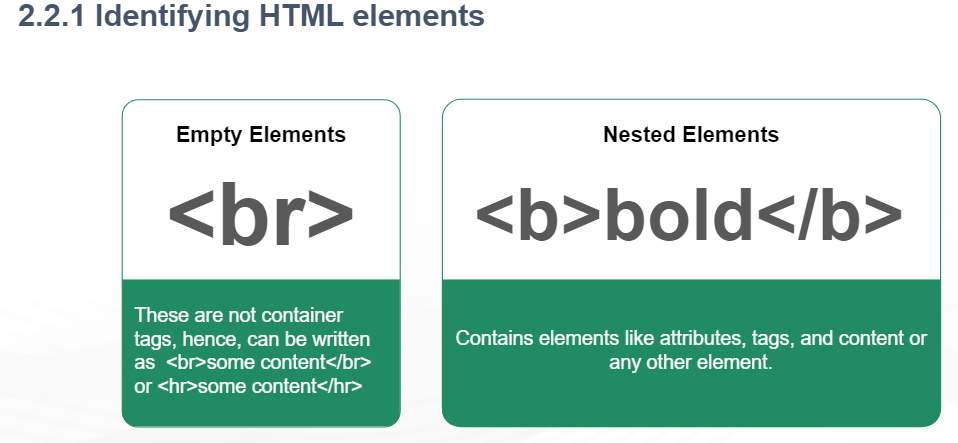 2.2.1 Identifying HTML elements
Empty Elements
<br>
These are not container
tags, hence, can be written
as <br>some content</br>
or <hr>some content</hr>
Nested Elements
<b>bold</b>
Contains elements like attributes, tags, and content or
any other element.